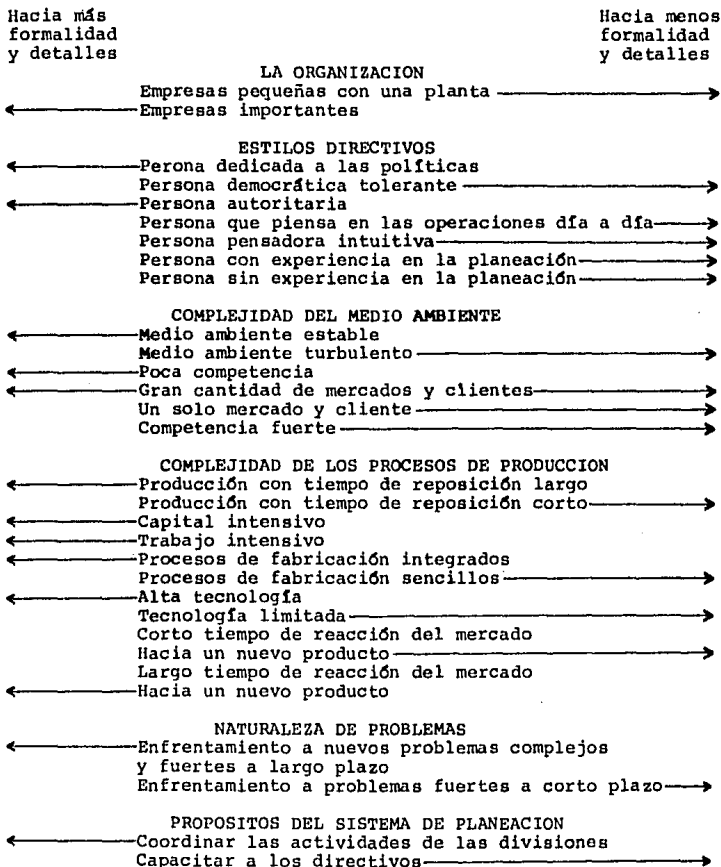 Hacia más Hacia menos
formalidad formalidad
y detalles y detalles
LA ORGANIZACION
Empresas pequeñas con una planta
Empresas importantes
ESTILOS DIRECTIVOS
Perona dedicada a las políticas
Persona democrática tolerante
Persona autoritaria
Persona que piensa en las operaciones día a día
Persona pensadora intuitiva
Persona con experiencia en la planeación
Persona sin experiencia en la planeación
COMPLEJIDAD DEL MEDIO AMBIENTE
Medio ambiente estable
Medio ambiente turbulento
Poca competencia
Gran cantidad de mercados y clientes
Un solo mercado y cliente
Competencia fuerte
COMPLEJIDAD DE LOS PROCESOS DE PRODUCCION
Producción con tiempo de reposición largo
Producción con tiempo de reposición corto
Capital intensivo
Trabajo intensivo
Procesos de fabricación integrados
Procesos de fabricación sencillos
Alta tecnología
Tecnología limitada
Corto tiempo de reacción del mercado
Hacia un nuevo producto
Largo tiempo de reacción del mercado
Hacia un nuevo producto
NATURALEZA DE PROBLEMAS
Enfrentamiento a nuevos problemas complejos
y fuertes a largo plazo
Enfrentamiento a problemas fuertes a corto plazo
PROPOSITOS DEL SISTEMA DE PLANEACION
Coordinar las actividades de las divisiones
Capacitar a los directivos